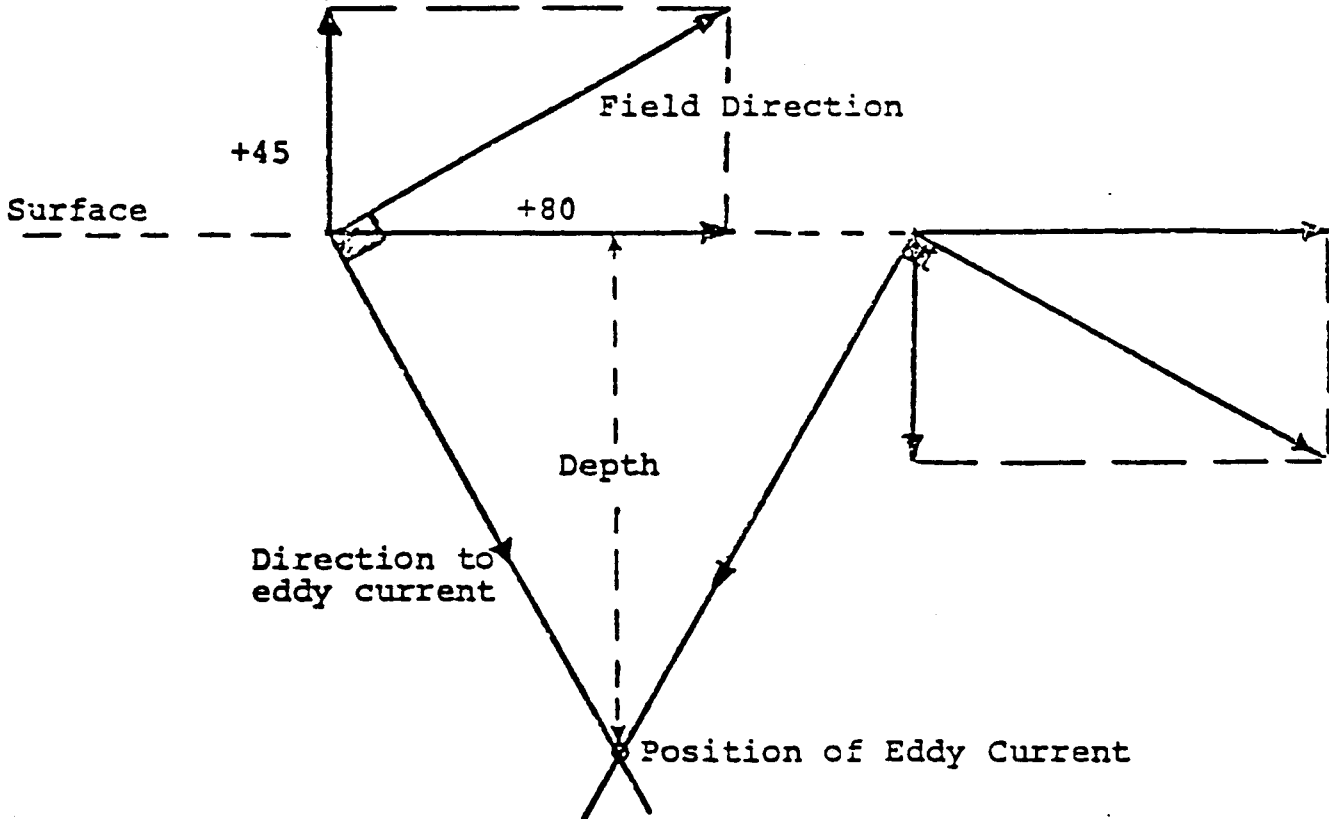 Field Direction
+45
Surface
+80
Depth
Direction to
eddy current
Position of Eddy Current